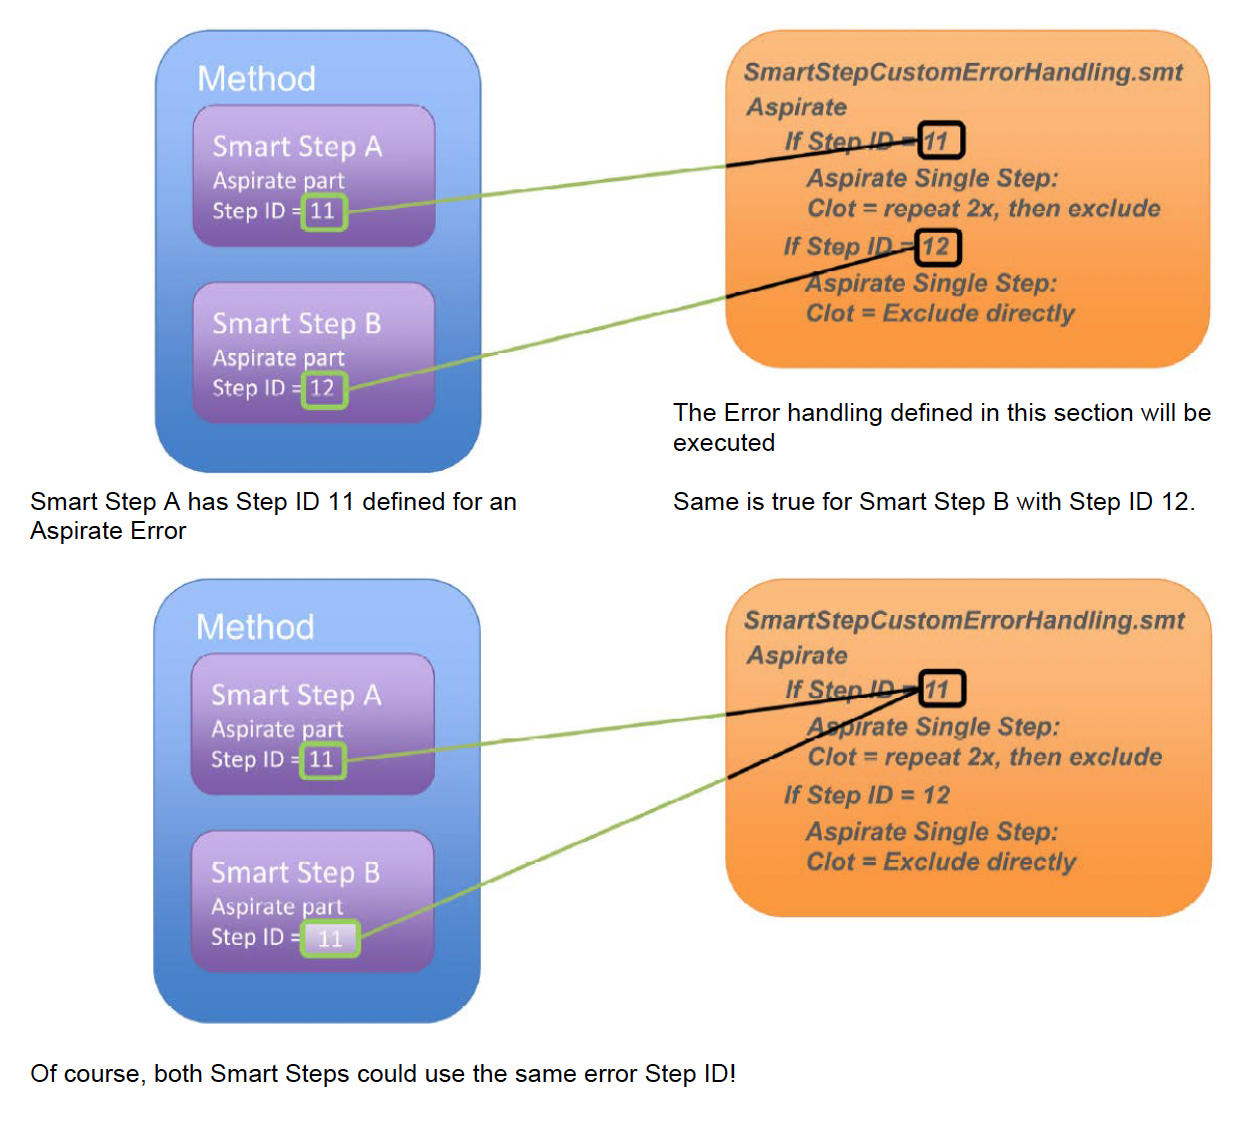 Method
Smart Step A
Aspirate part
Step ID = 11
Smart Step B
Aspirate part
Step ID = 12
SmartStepCustomErrorHandling.smt
Aspirate
If Step ID = 11
Aspirate Single Step:
Clot = repeat 2x, then exclude
If Step ID = 12
Aspirate Single Step:
Clot = Exclude directly
The Error handling defined in this section will be
executed
Smart Step A has Step ID 11 defined for an
Aspirate Error
Same is true for Smart Step B with Step ID 12.
Method
Smart Step A
Aspirate part
Step ID = 11
Smart Step B
Aspirate part
Step ID = 11
SmartStepCustomErrorHandling.smt
Aspirate
If Step ID = 11
Aspirate Single Step:
Clot = repeat 2x, then exclude
If Step ID = 12
Aspirate Single Step:
Clot = Exclude directly
Of course, both Smart Steps could use the same error Step ID!